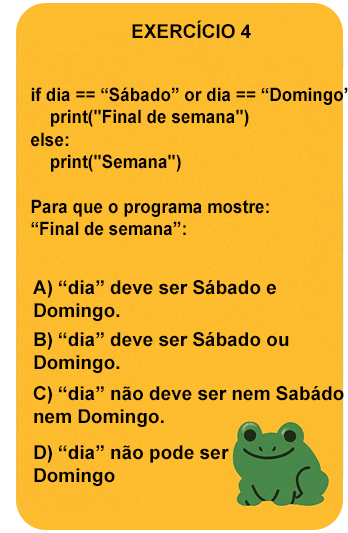 EXERCÍCIO 4
if dia == “Sábado” or dia == “Domingo’
print("Final de semana")
else:
print("Semana")
Para que o programa mostre:
“Final de semana”:
A) “dia” deve ser Sábado e
Domingo.
B) “dia” deve ser Sábado ou
Domingo.
C) “dia” não deve ser nem Sabádo
nem Domingo.
D) “dia” não pode ser
Domingo